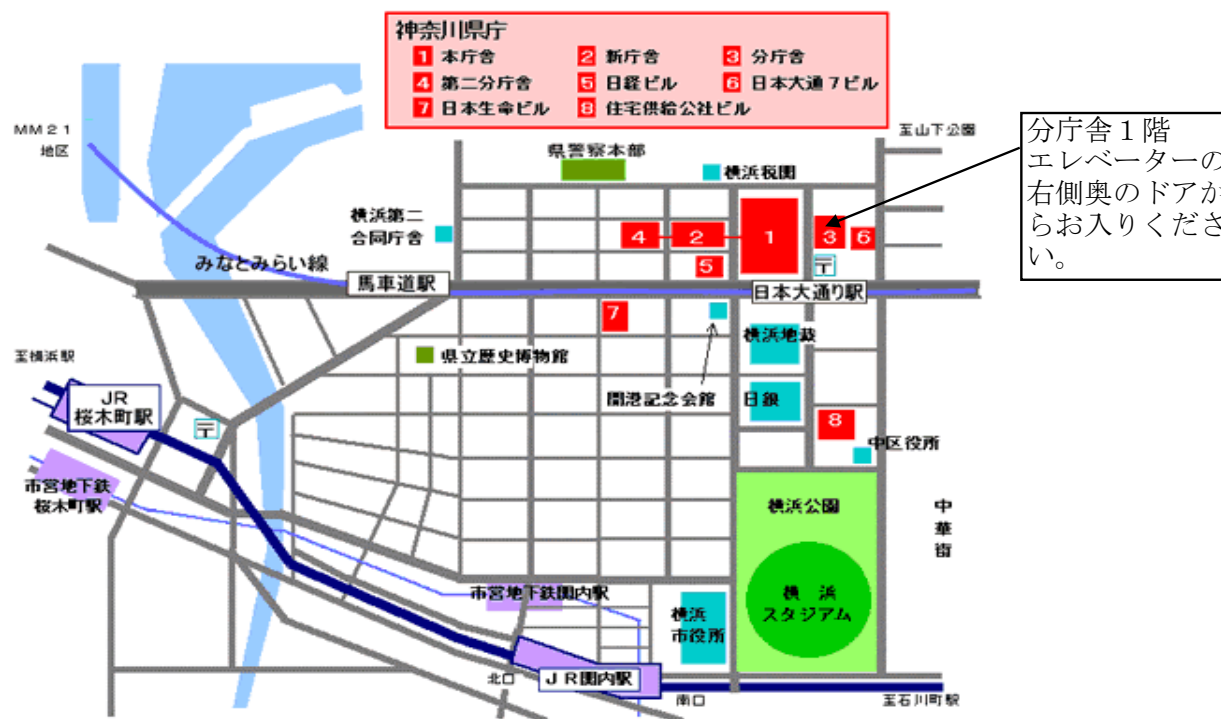 神奈川県庁
1 本庁舎 2 新庁舎 3 分庁舎
4 第二分庁舎 5 日経ビル 6 日本大通7ビル
7 日本生命ビル 8 住宅供給公社ビル
MM21
地区
至山下公園
分庁舎1階
エレベーターの
右側奥のドアか
らお入りくださ
い。
県警察本部
横浜税関
横浜第二
合同庁舎
4
2
1
3
6
5
〒
みなとみらい線
馬車道駅
日本大通り駅
7
横浜地裁
至横浜駅
県立歴史博物館
開港記念会館
日銀
JR
桜木町駅
〒
8
中区役所
市営地下鉄
桜木町駅
横浜公園
中
華
街
市営地下鉄関内駅
横浜
市役所
横 浜
スタジアム
北口
JR関内駅
南口
至石川町駅